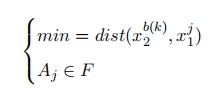 min = dist(x_2^{b(k)}, x_1^j)
A_j ∈ F